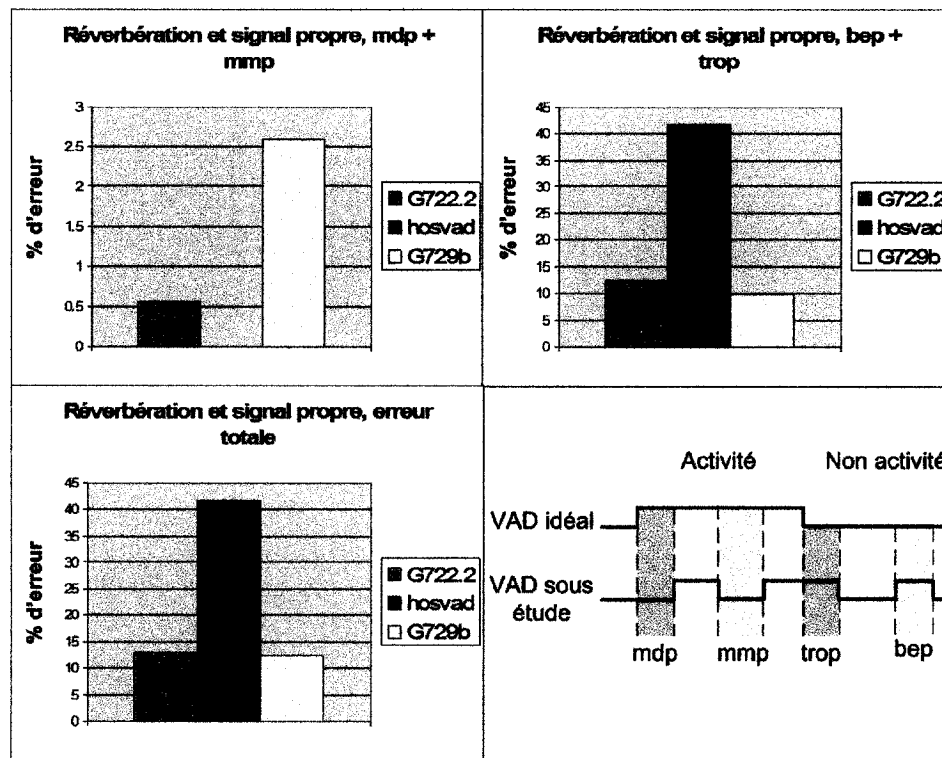 Réverbération et signal propre, mdp +
mmp
% d'erreur
3
2.5
2
1.5
1
0.5
0
G722.2
hosvad
G729b
Réverbération et signal propre, bep +
trop
% d'erreur
45
40
35
30
25
20
15
10
5
0
G722.2
hosvad
G729b
Réverbération et signal propre, erreur
totale
% d'erreur
45
40
35
30
25
20
15
10
5
0
G722.2
hosvad
G729b
Activité Non activité
VAD idéal
VAD sous
étude
mdp mmp trop bep